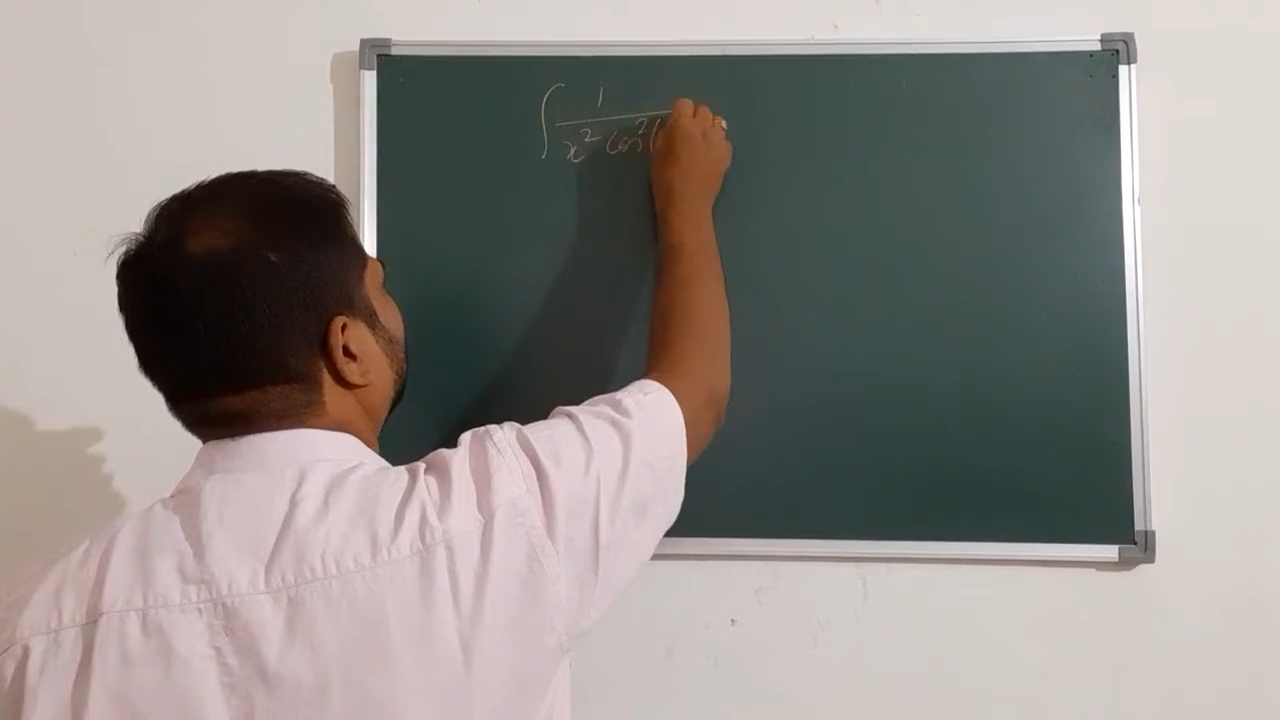 ∫ 1 / x² cos² (